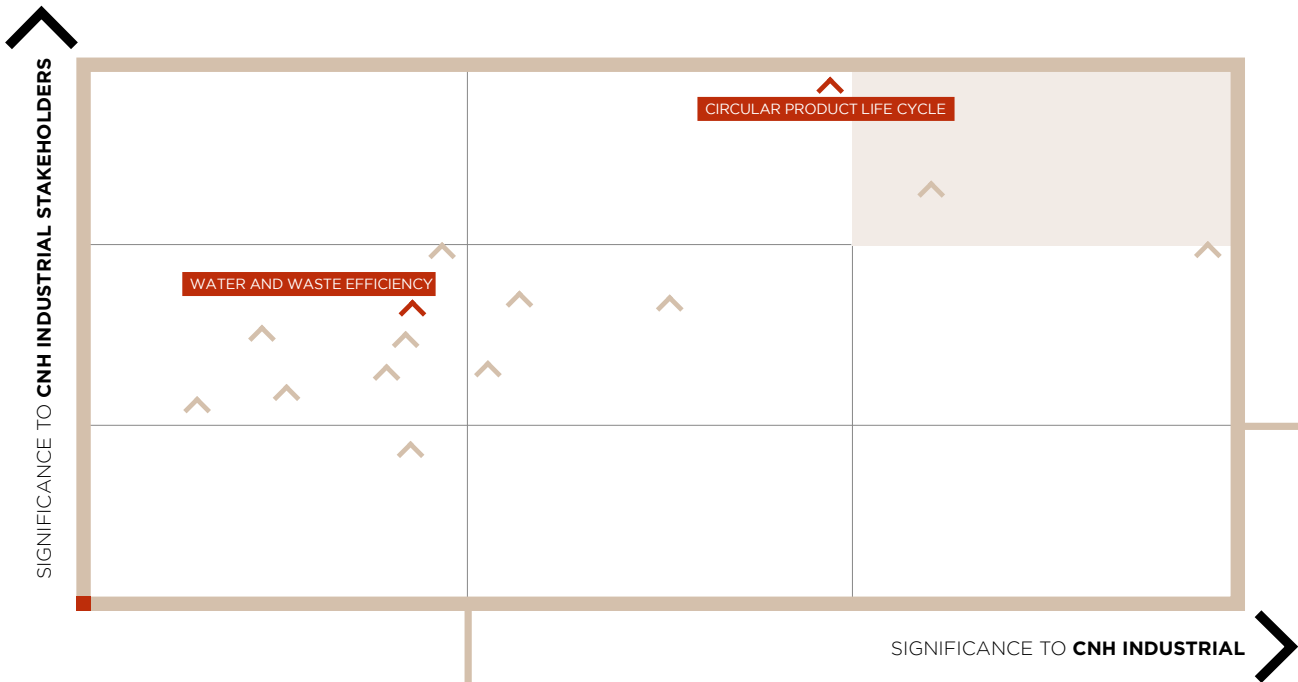 SIGNIFICANCE TO CNH INDUSTRIAL STAKEHOLDERS
CIRCULAR PRODUCT LIFE CYCLE
WATER AND WASTE EFFICIENCY
SIGNIFICANCE TO CNH INDUSTRIAL